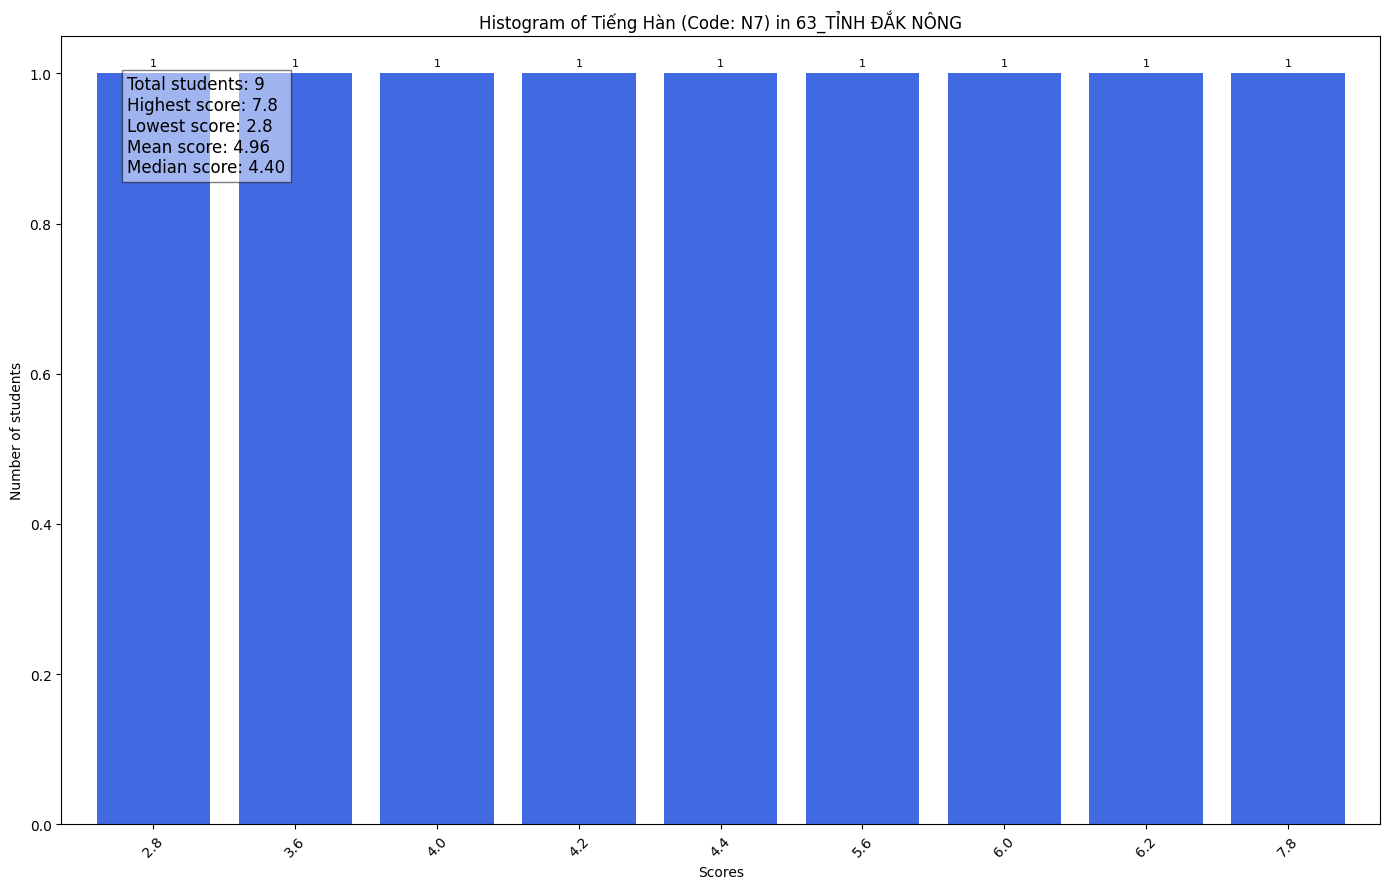 Histogram of Tiếng Hàn (Code: N7) in 63_TỈNH ĐẮK NÔNG
1 1 1 1 1 1 1 1 1
Total students: 9
Highest score: 7.8
Lowest score: 2.8
Mean score: 4.96
Median score: 4.40
1.0
0.8
0.6
0.4
0.2
0.0
Number of students
2.8 3.6 4.0 4.2 4.4 5.6 6.0 6.2 7.8
Scores